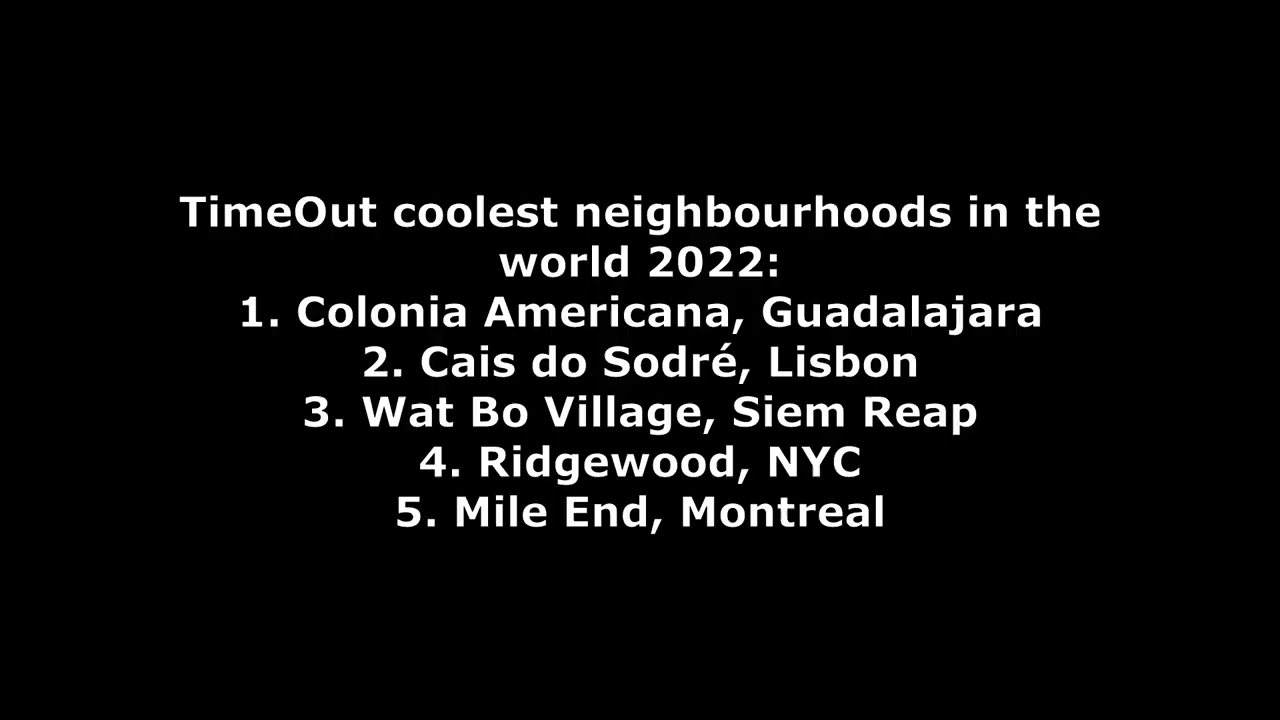 TimeOut coolest neighbourhoods in the
world 2022:
1. Colonia Americana, Guadalajara
2. Cais do Sodré, Lisbon
3. Wat Bo Village, Siem Reap
4. Ridgewood, NYC
5. Mile End, Montreal